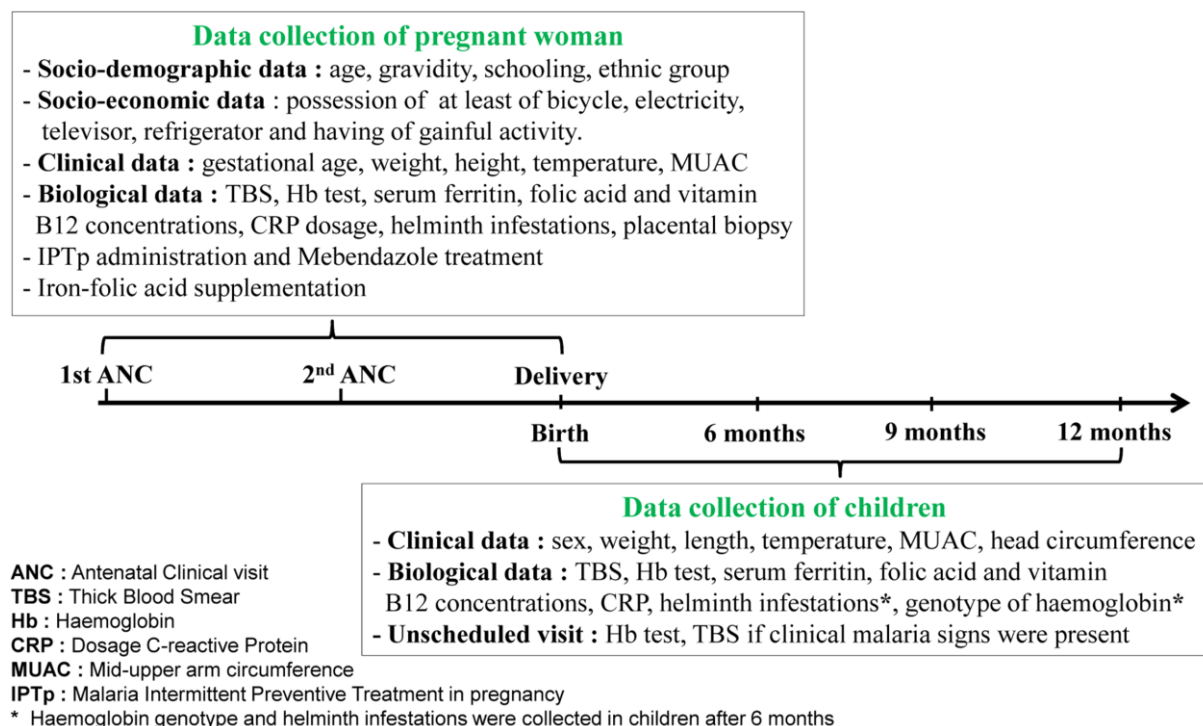 Data collection of pregnant woman
- Socio-demographic data : age, gravidity, schooling, ethnic group
- Socio-economic data : possession of at least of bicycle, electricity,
televisor, refrigerator and having of gainful activity.
- Clinical data : gestational age, weight, height, temperature, MUAC
- Biological data : TBS, Hb test, serum ferritin, folic acid and vitamin
B12 concentrations, CRP dosage, helminth infestations, placental biopsy
- IPTp administration and Mebendazole treatment
- Iron-folic acid supplementation
1st ANC 2nd ANC Delivery
Birth 6 months 9 months 12 months
Data collection of children
- Clinical data : sex, weight, length, temperature, MUAC, head circumference
- Biological data : TBS, Hb test, serum ferritin, folic acid and vitamin
B12 concentrations, CRP, helminth infestations*, genotype of haemoglobin*
- Unscheduled visit : Hb test, TBS if clinical malaria signs were present
ANC : Antenatal Clinical visit
TBS : Thick Blood Smear
Hb : Haemoglobin
CRP : Dosage C-reactive Protein
MUAC : Mid-upper arm circumference
IPTp : Malaria Intermittent Preventive Treatment in pregnancy
* Haemoglobin genotype and helminth infestations were collected in children after 6 months